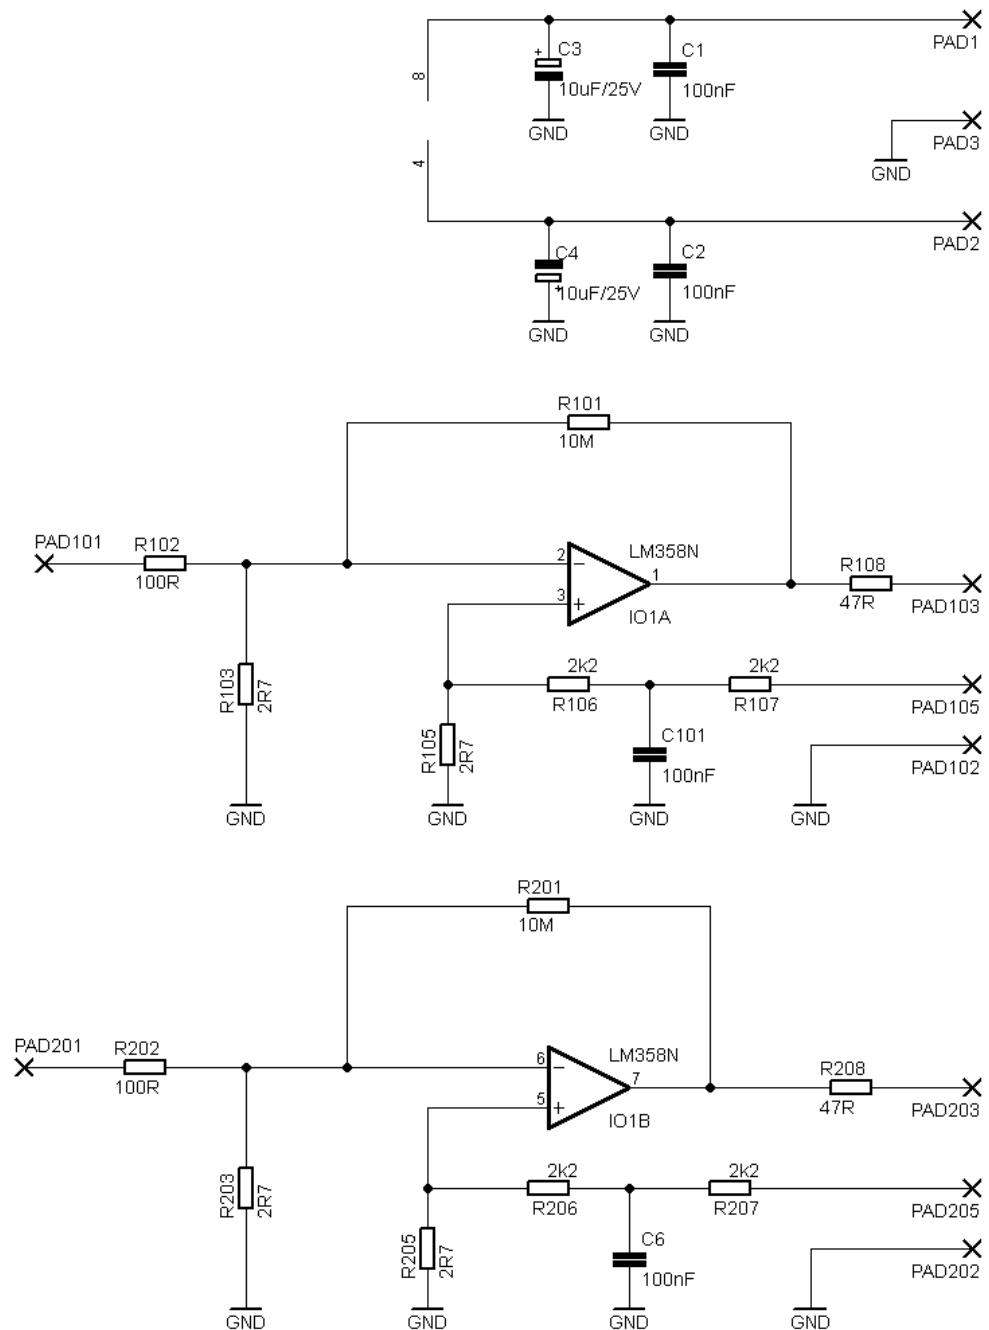 PAD1
+ C3
10uF/25V
GND
C1
100nF
GND
8
PAD3
GND
4
PAD2
C4
+
10uF/25V
GND
C2
100nF
GND
R101
10M
PAD101
R102
100R
2
−
LM358N
1
3
+
IO1A
R108
47R
PAD103
R103
2R7
GND
2k2
R106
2k2
R107
PAD105
R105
2R7
GND
C101
100nF
GND
PAD102
GND
R201
10M
PAD201
R202
100R
6
−
LM358N
7
5
+
IO1B
R208
47R
PAD203
R203
2R7
GND
2k2
R206
2k2
R207
PAD205
R205
2R7
GND
C6
100nF
GND
PAD202
GND